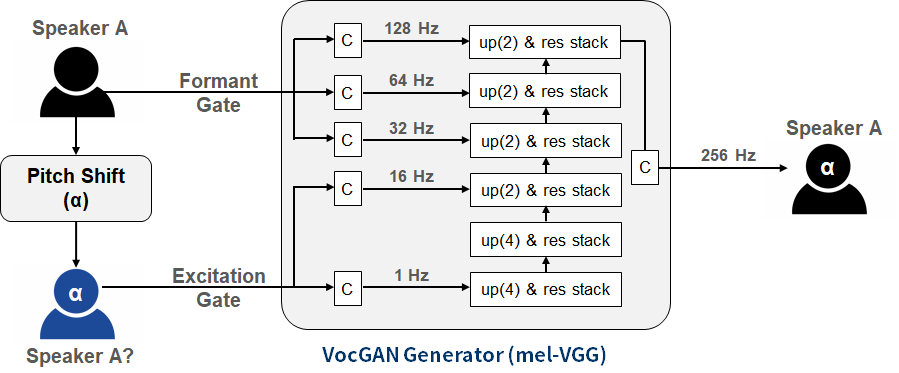 Speaker A
Formant
Gate
Pitch Shift
(α)
α
Speaker A?
Excitation
Gate
C
128 Hz
up(2) & res stack
C
64 Hz
up(2) & res stack
C
32 Hz
up(2) & res stack
C
16 Hz
up(2) & res stack
up(4) & res stack
C
1 Hz
up(4) & res stack
C
256 Hz
Speaker A
α
VocGAN Generator (mel-VGG)